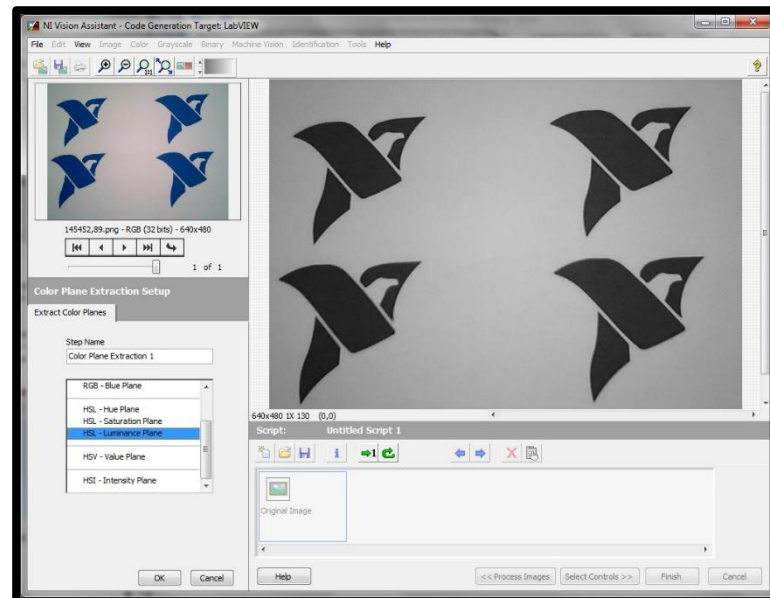 NI Vision Assistant - Code Generation Target: LabVIEW
File Edit View Image Color Grayscale Binary Machine Vision Identification Tools Help
1:1
?
145452,89.png - RGB (32 bits) - 640x480
1 of 1
Color Plane Extraction Setup
Extract Color Planes
Step Name
Color Plane Extraction 1
RGB - Blue Plane
HSL - Hue Plane
HSL - Saturation Plane
HSL - Luminance Plane
HSV - Value Plane
HSI - Intensity Plane
OK Cancel
640x480 1X 130 (0,0)
Script: Untitled Script 1
i 1
Original Image
Help << Process Images Select Controls >> Finish Cancel